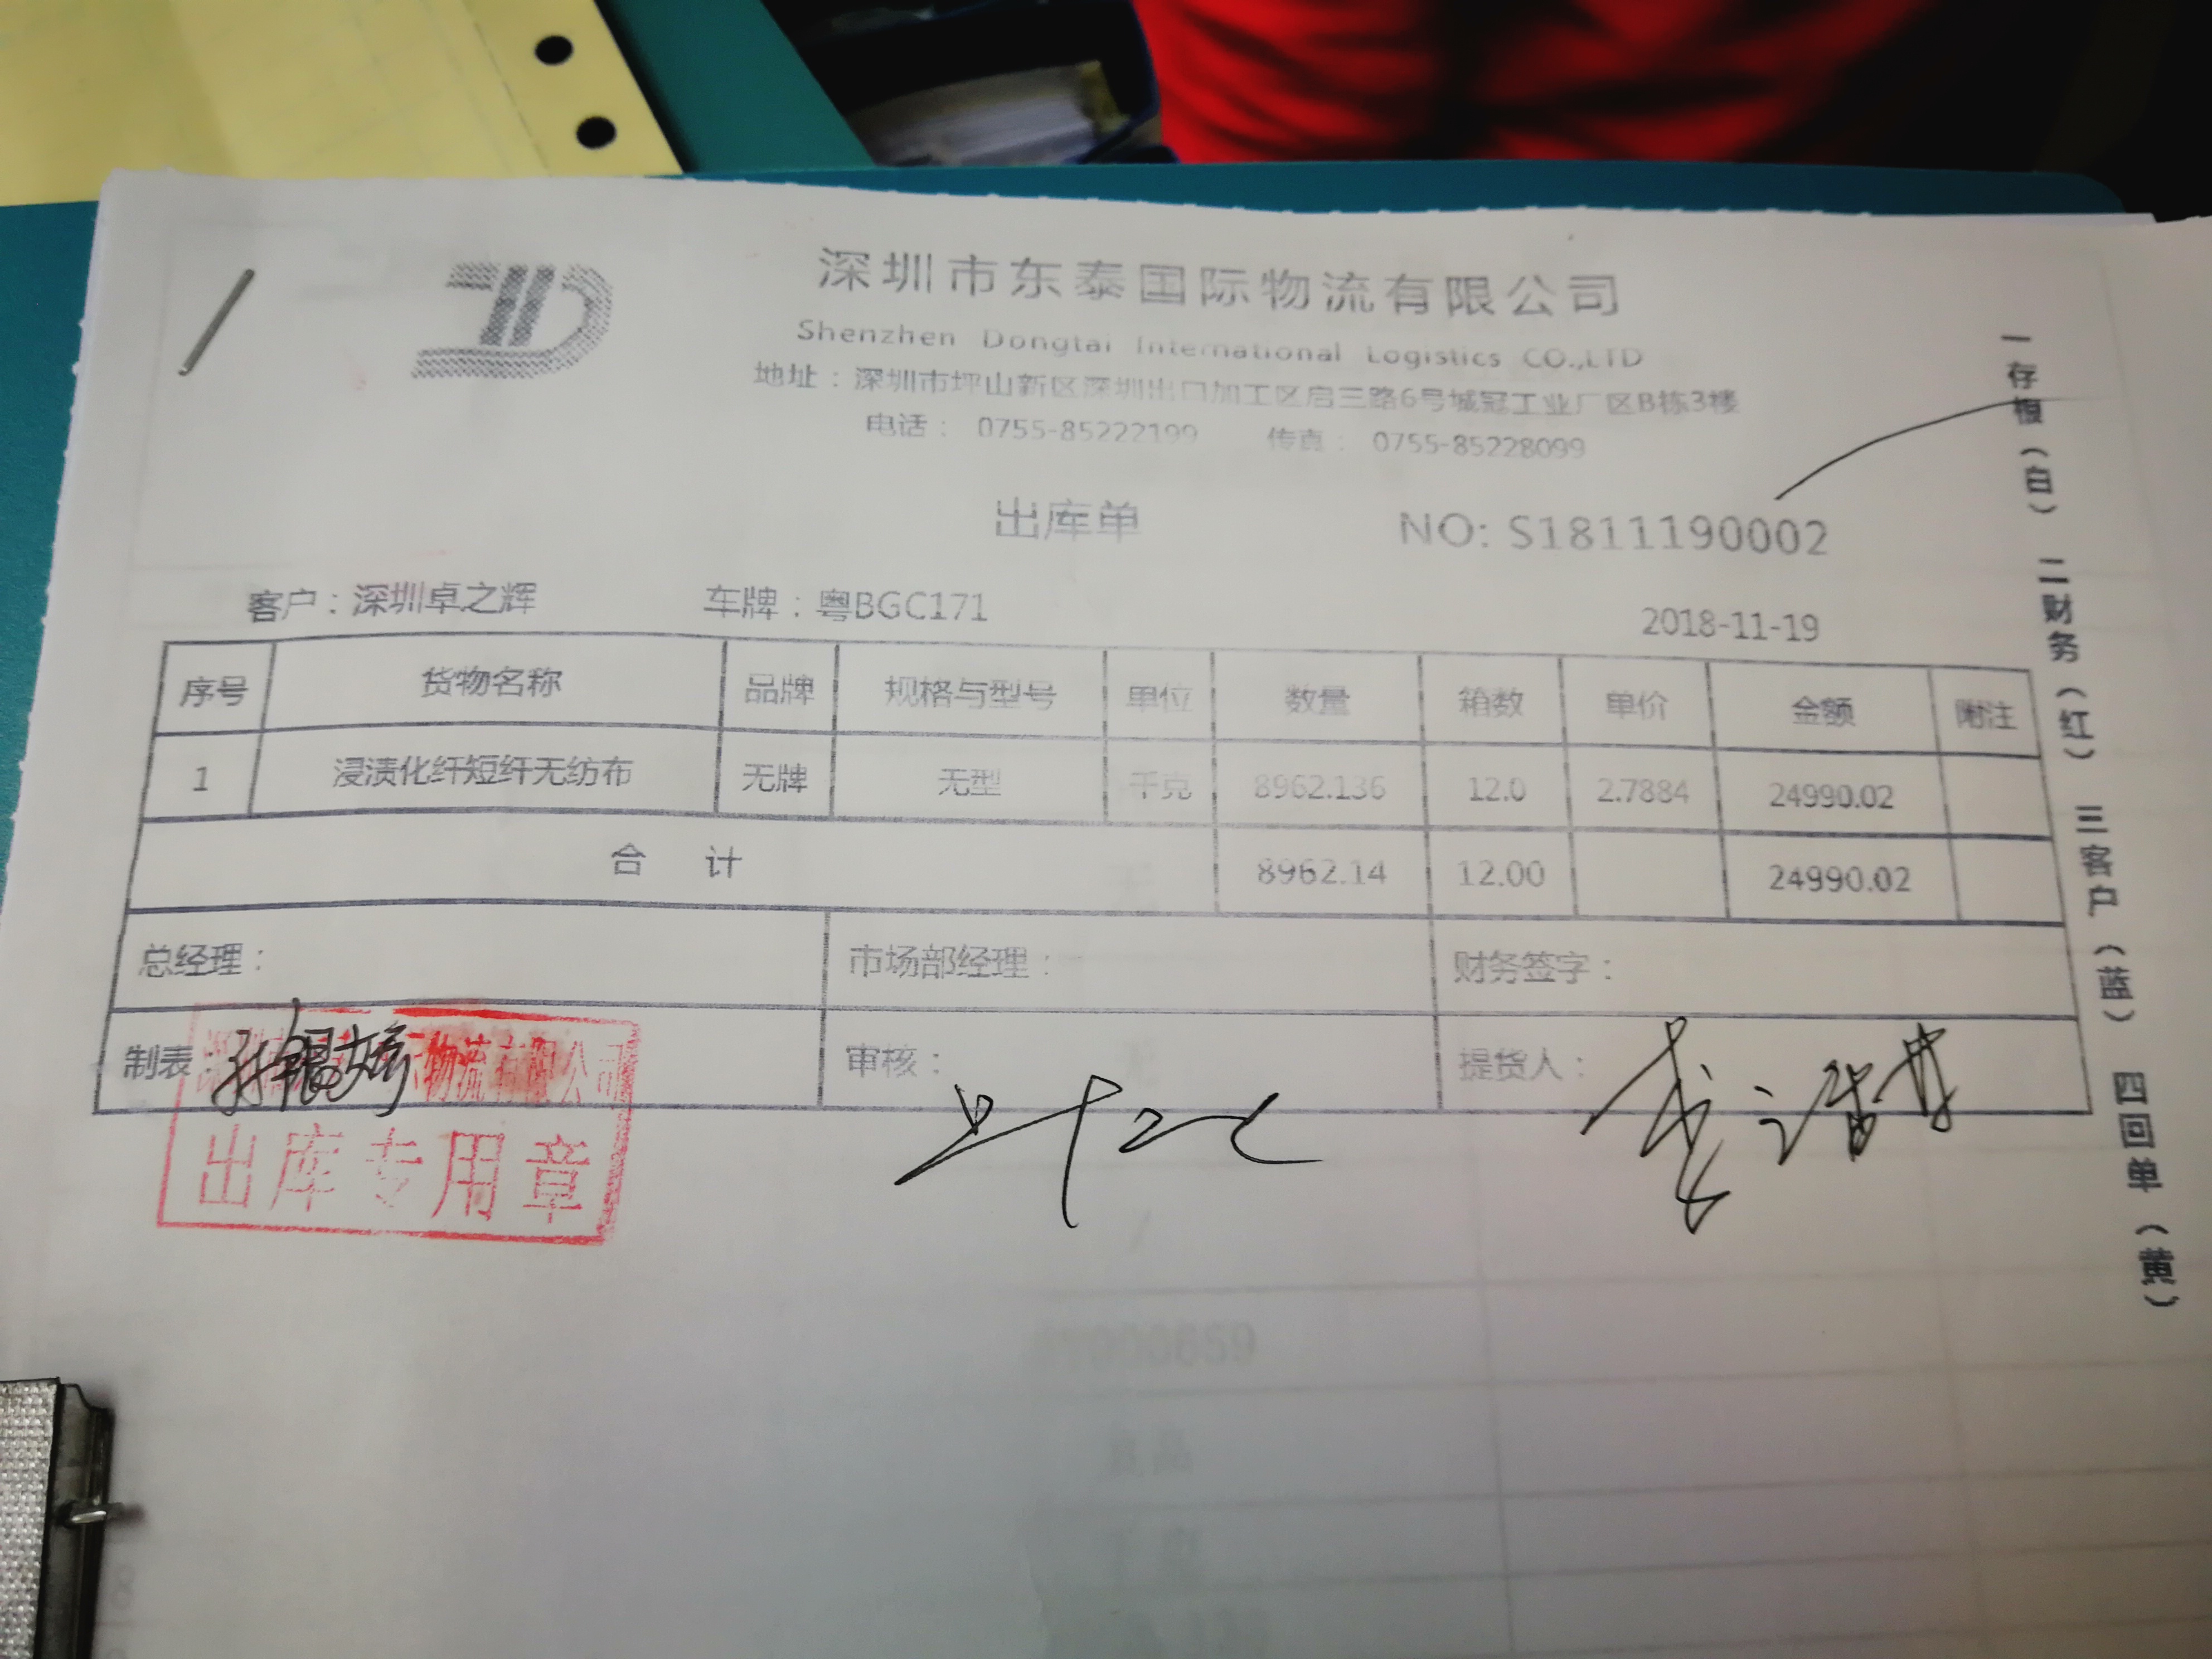 深圳市东泰国际物流有限公司
Shenzhen Dongtai International Logistics CO.,LTD
地址：深圳市坪山新区深圳出口加工区启三路6号城冠工业厂区B栋3楼
电话： 0755-85222199 传真： 0755-85228099
出库单 NO: S1811190002
客户：深圳卓之辉 车牌：粤BGC171 2018-11-19
序号 货物名称 品牌 规格与型号 单位 数量 箱数 单价 金额 附注
1 浸渍化纤短纤无纺布 无牌 无型 千克 8962.136 12.0 2.7884 24990.02
合 计 8962.14 12.00 24990.02
总经理： 市场部经理： 财务签字：
制表： 审核： 提货人：
物流有限公司
出库专用章
一存根（白） 二财务（红） 三客户（蓝） 四回单（黄）